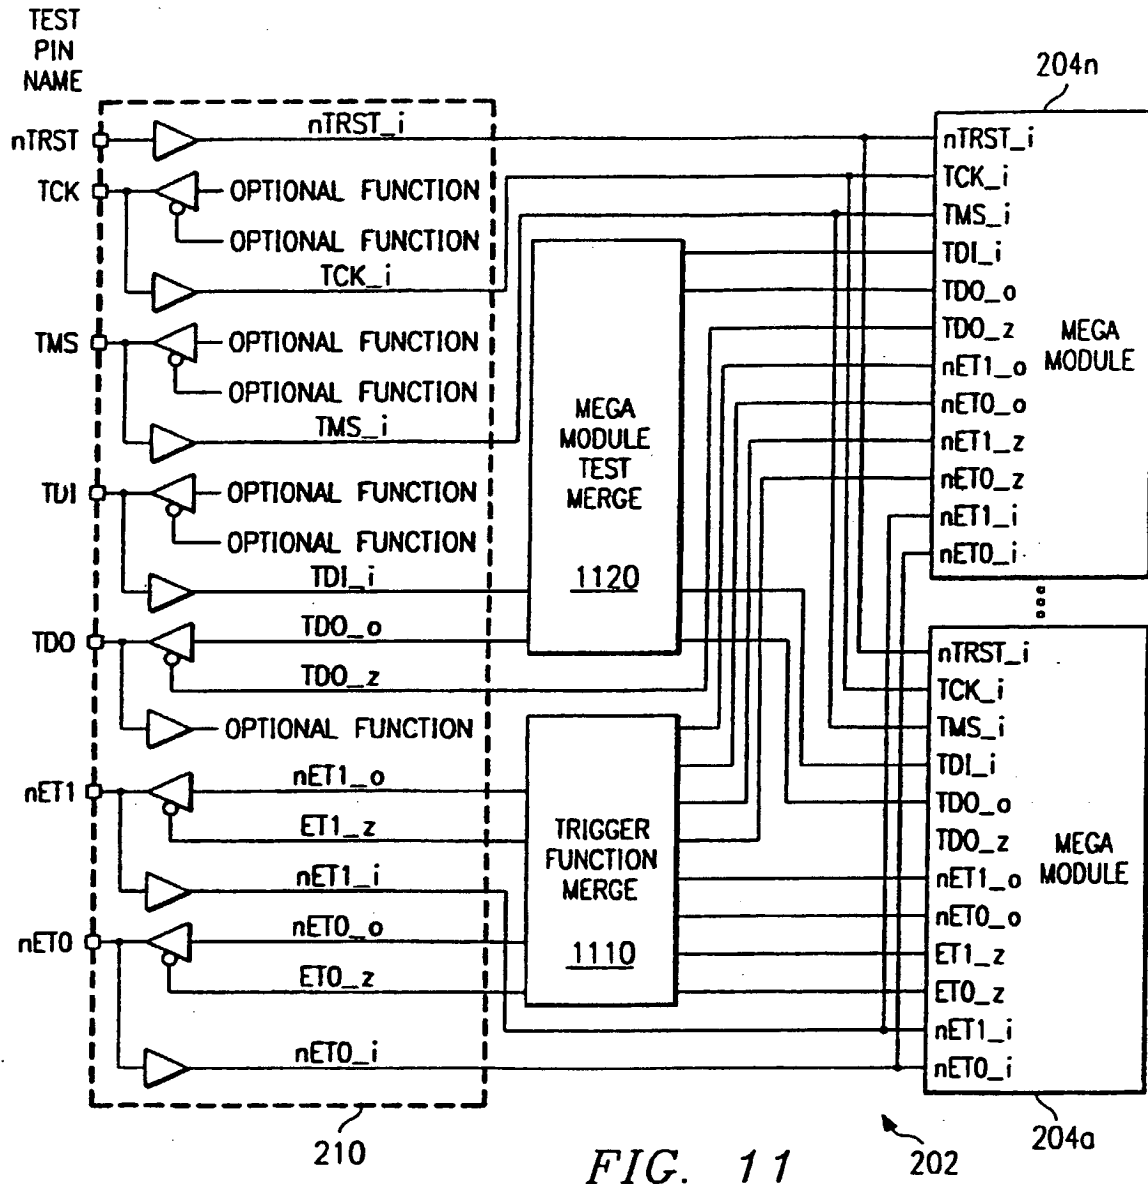 TEST
PIN
NAME
204n
nTRST
nTRST_i
nTRST_i
TCK
OPTIONAL FUNCTION
TCK_i
OPTIONAL FUNCTION
TMS_i
TCK_i
TDI_i
TDO_o
TMS
OPTIONAL FUNCTION
TDO_z
MEGA
MODULE
OPTIONAL FUNCTION
nET1_o
TMS_i
nET0_o
MEGA
MODULE
TEST
MERGE
1120
nET1_z
TDI
OPTIONAL FUNCTION
nET0_z
OPTIONAL FUNCTION
nET1_i
TDI_i
nET0_i
TDO
TDO_o
TDO_z
OPTIONAL FUNCTION
nTRST_i
TCK_i
TMS_i
TDI_i
TDO_o
TDO_z
MEGA
MODULE
nET1_o
nET0_o
ET1_z
ET0_z
nET1_i
nET0_i
nET1
nET1_o
ET1_z
nET1_i
TRIGGER
FUNCTION
MERGE
1110
nET0
nET0_o
ET0_z
nET0_i
210
FIG. 11
202
204a